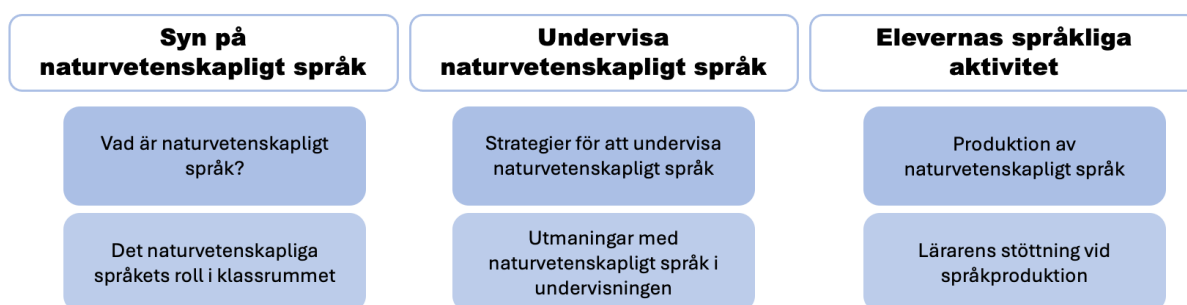 Syn på
naturvetenskapligt språk
Vad är naturvetenskapligt
språk?
Det naturvetenskapliga
språkets roll i klassrummet
Undervisa
naturvetenskapligt språk
Strategier för att undervisa
naturvetenskapligt språk
Utmaningar med
naturvetenskapligt språk i
undervisningen
Elevernas språkliga
aktivitet
Produktion av
naturvetenskapligt språk
Lärarens stöttning vid
språkproduktion